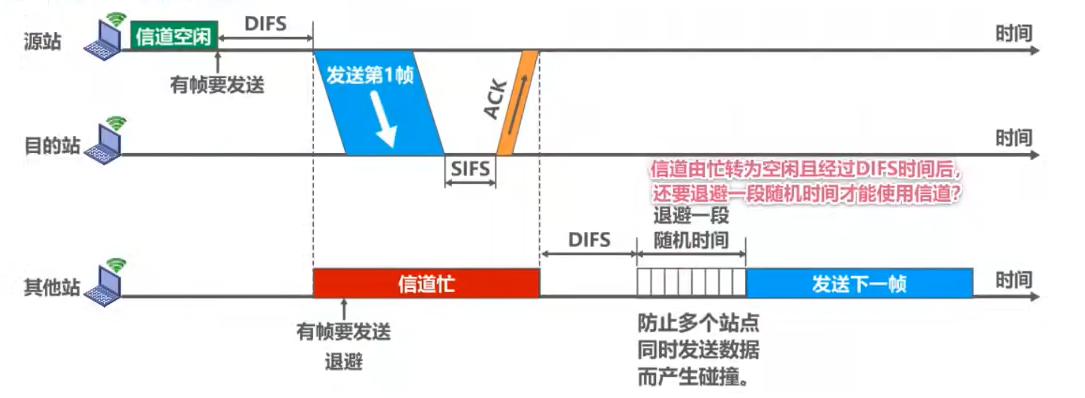 源站
信道空闲
DIFS
时间
有帧要发送
发送第1帧
ACK
目的站
时间
SIFS
信道由忙转为空闲且经过DIFS时间后，
还要退避一段随机时间才能使用信道？
退避一段
随机时间
DIFS
其他站
信道忙
发送下一帧
时间
有帧要发送
退避
防止多个站点
同时发送数据
而产生碰撞。